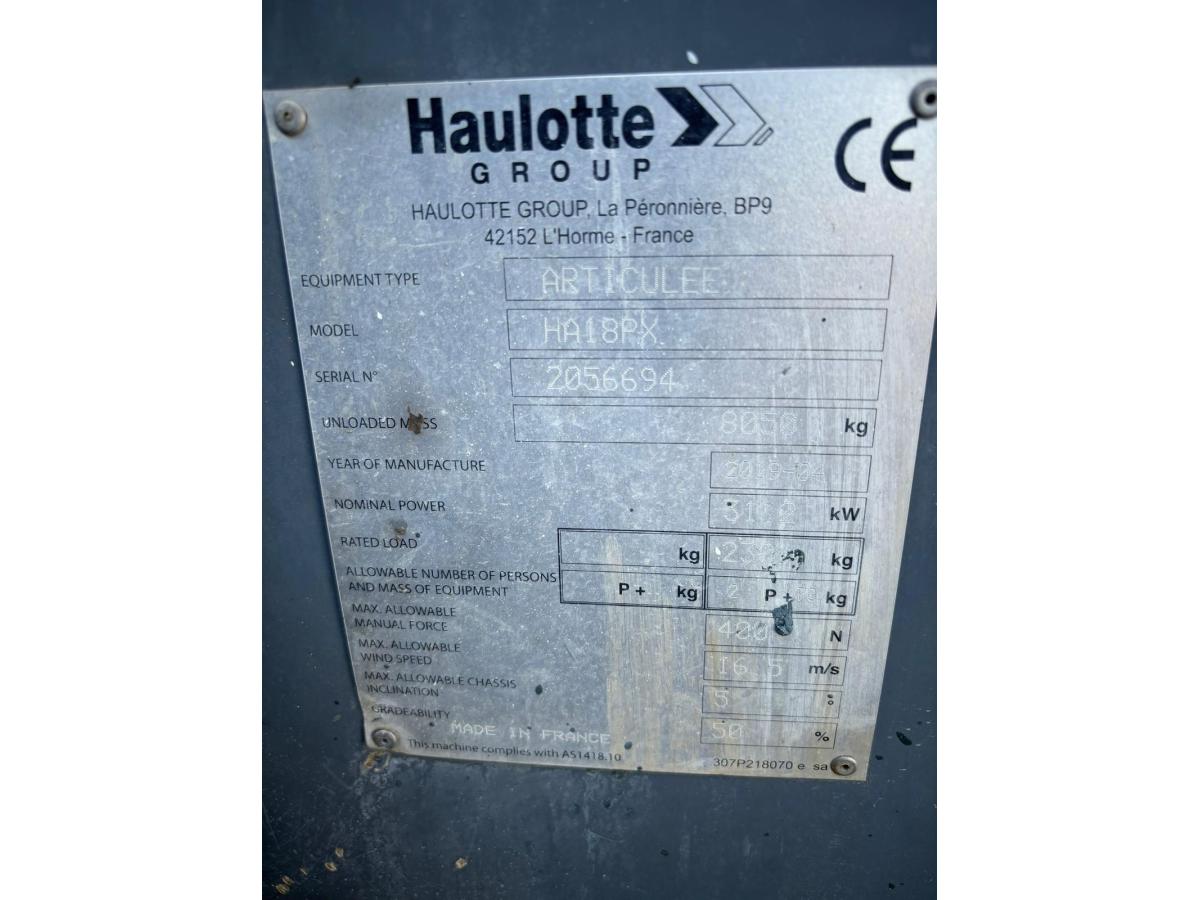 Haulotte
GROUP
CE
HAULOTTE GROUP, La Péronnière, BP9
42152 L'Horme - France
EQUIPMENT TYPE ARTICULEE
MODEL HA18PX
SERIAL N° 2056694
UNLOADED MASS kg
YEAR OF MANUFACTURE 2019-04
NOMINAL POWER kW
RATED LOAD kg kg
ALLOWABLE NUMBER OF PERSONS
AND MASS OF EQUIPMENT P + kg 2 P + kg
MAX. ALLOWABLE
MANUAL FORCE 400 N
MAX. ALLOWABLE
WIND SPEED 16.5 m/s
MAX. ALLOWABLE CHASSIS
INCLINATION 5 °
GRADEABILITY 50 %
MADE IN FRANCE
This machine complies with AS1418.10
307P218070 e sa